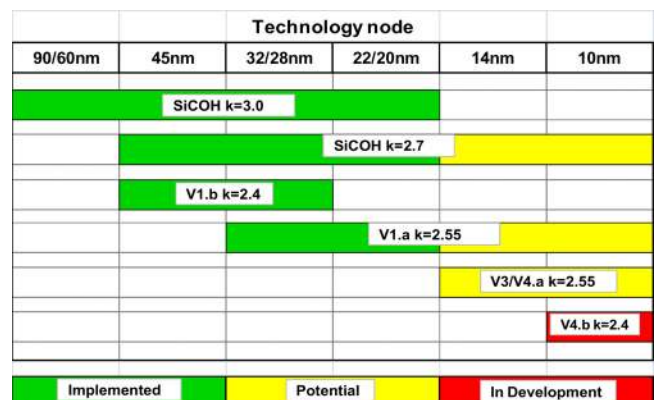 Technology node
90/60nm 45nm 32/28nm 22/20nm 14nm 10nm
SiCOH k=3.0
SiCOH k=2.7
V1.b k=2.4
V1.a k=2.55
V3/V4.a k=2.55
V4.b k=2.4
Implemented Potential In Development